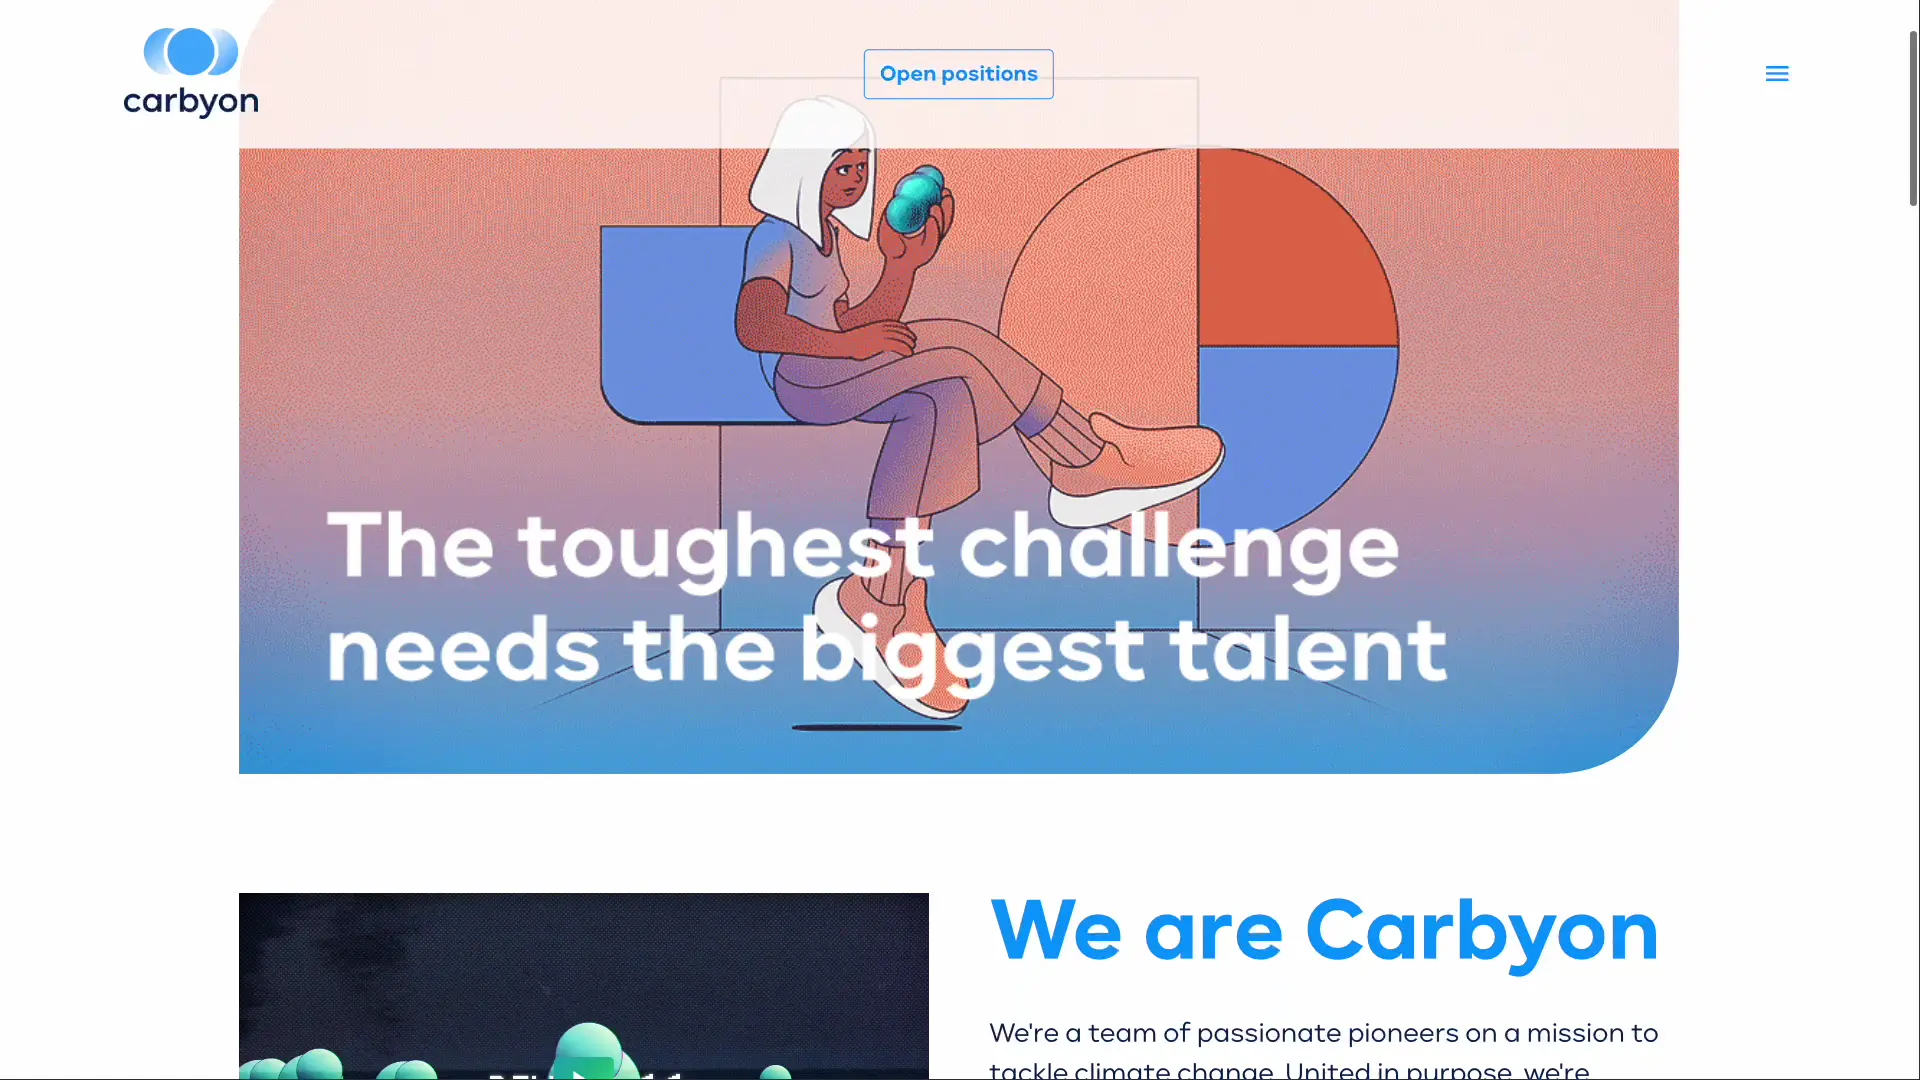 carbyon
Open positions
The toughest challenge
needs the biggest talent
We are Carbyon
We're a team of passionate pioneers on a mission to
tackle climate change. United in purpose, we're